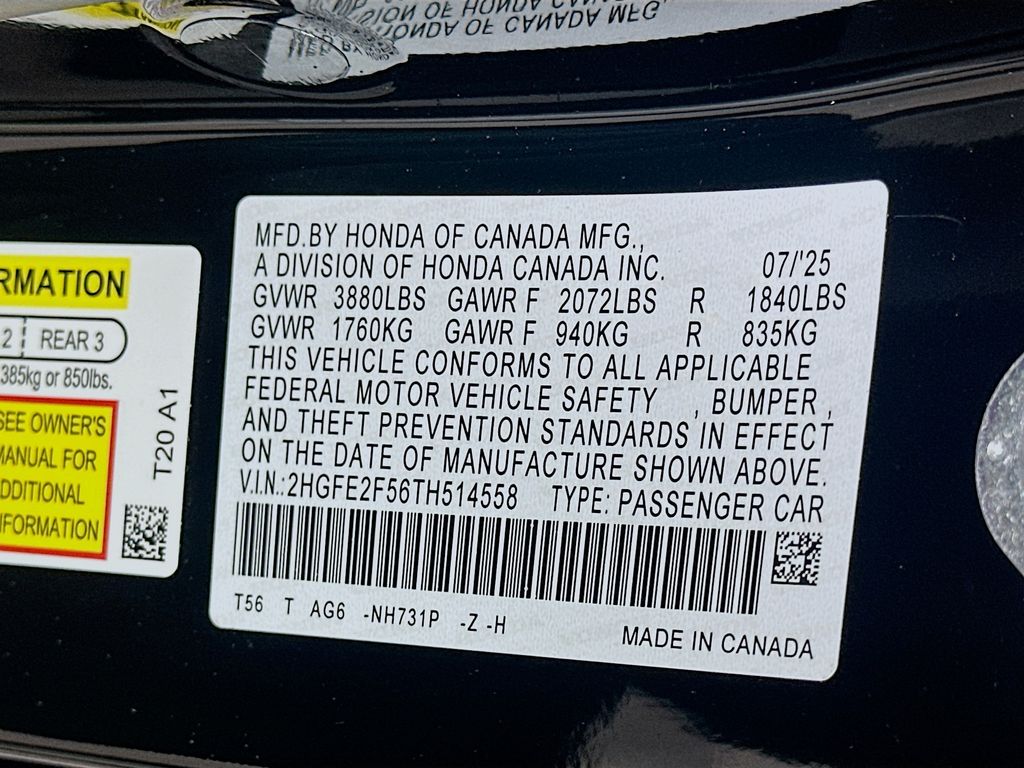 MFD.BY HONDA OF CANADA MFG.,
A DIVISION OF HONDA CANADA INC. 07/'25
GVWR 3880LBS GAWR F 2072LBS R 1840LBS
GVWR 1760KG GAWR F 940KG R 835KG
THIS VEHICLE CONFORMS TO ALL APPLICABLE
FEDERAL MOTOR VEHICLE SAFETY , BUMPER ,
AND THEFT PREVENTION STANDARDS IN EFFECT
ON THE DATE OF MANUFACTURE SHOWN ABOVE.
V.I.N.:2HGFE2F56TH514558 TYPE: PASSENGER CAR
T56 T AG6 -NH731P -Z -H
MADE IN CANADA
RMATION
2 REAR 3
385kg or 850lbs.
SEE OWNER'S
MANUAL FOR
DDITIONAL
NFORMATION
T20 A1